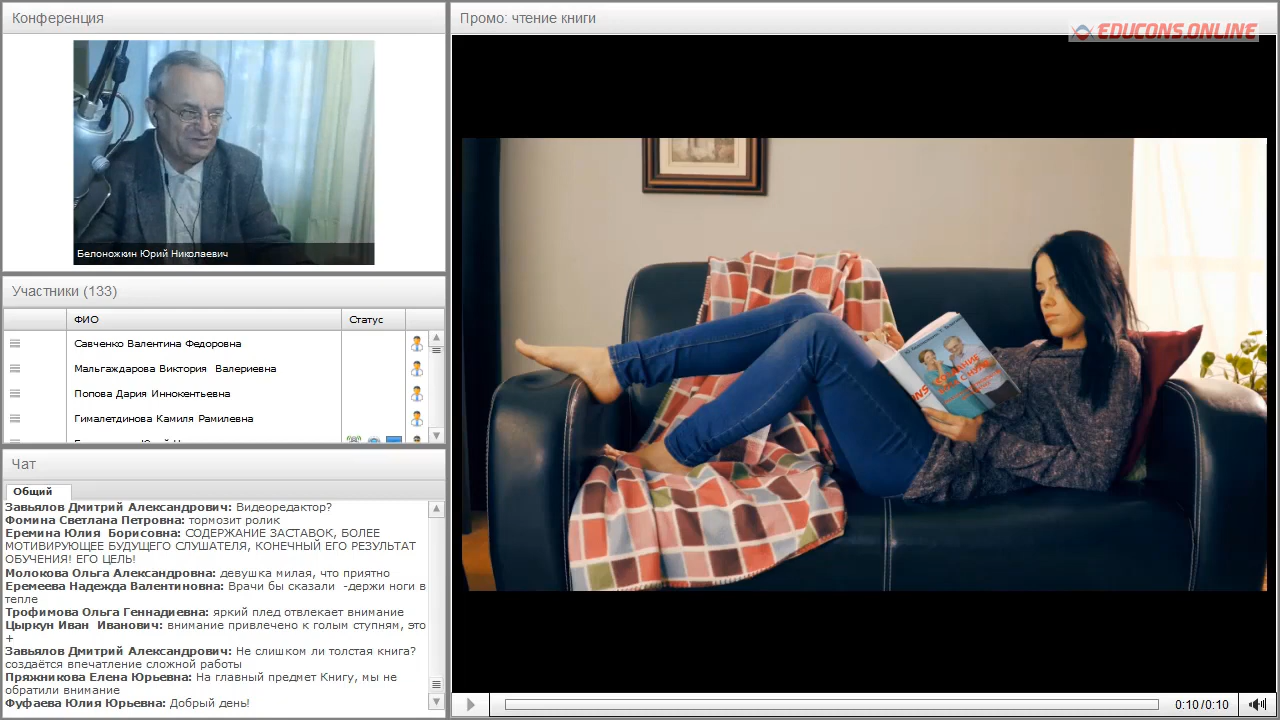 Конференция
Белоножкин Юрий Николаевич
Участники (133)
ФИО
Статус
Савченко Валентина Федоровна
Мальгаждарова Виктория Валериевна
Попова Дария Иннокентьевна
Гималетдинова Камиля Рамилевна
Чат
Общий
Завьялов Дмитрий Александрович: Видеоредактор?
Фомина Светлана Петровна: тормозит ролик
Еремина Юлия Борисовна: СОДЕРЖАНИЕ ЗАСТАВОК, БОЛЕЕ
МОТИВИРУЮЩЕЕ БУДУЩЕГО СЛУШАТЕЛЯ, КОНЕЧНЫЙ ЕГО РЕЗУЛЬТАТ
ОБУЧЕНИЯ! ЕГО ЦЕЛЬ!
Молокова Ольга Александровна: девушка милая, что приятно
Еремеева Надежда Валентиновна: Врачи бы сказали -держи ноги в
тепле
Трофимова Ольга Геннадиевна: яркий плед отвлекает внимание
Цыркун Иван Иванович: внимание привлечено к голым ступням, это
+
Завьялов Дмитрий Александрович: Не слишком ли толстая книга?
создаётся впечатление сложной работы
Пряжникова Елена Юрьевна: На главный предмет Книгу, мы не
обратили внимание
Фуфаева Юлия Юрьевна: Добрый день!
Промо: чтение книги
EDUCONS.ONLINE
0:10/0:10